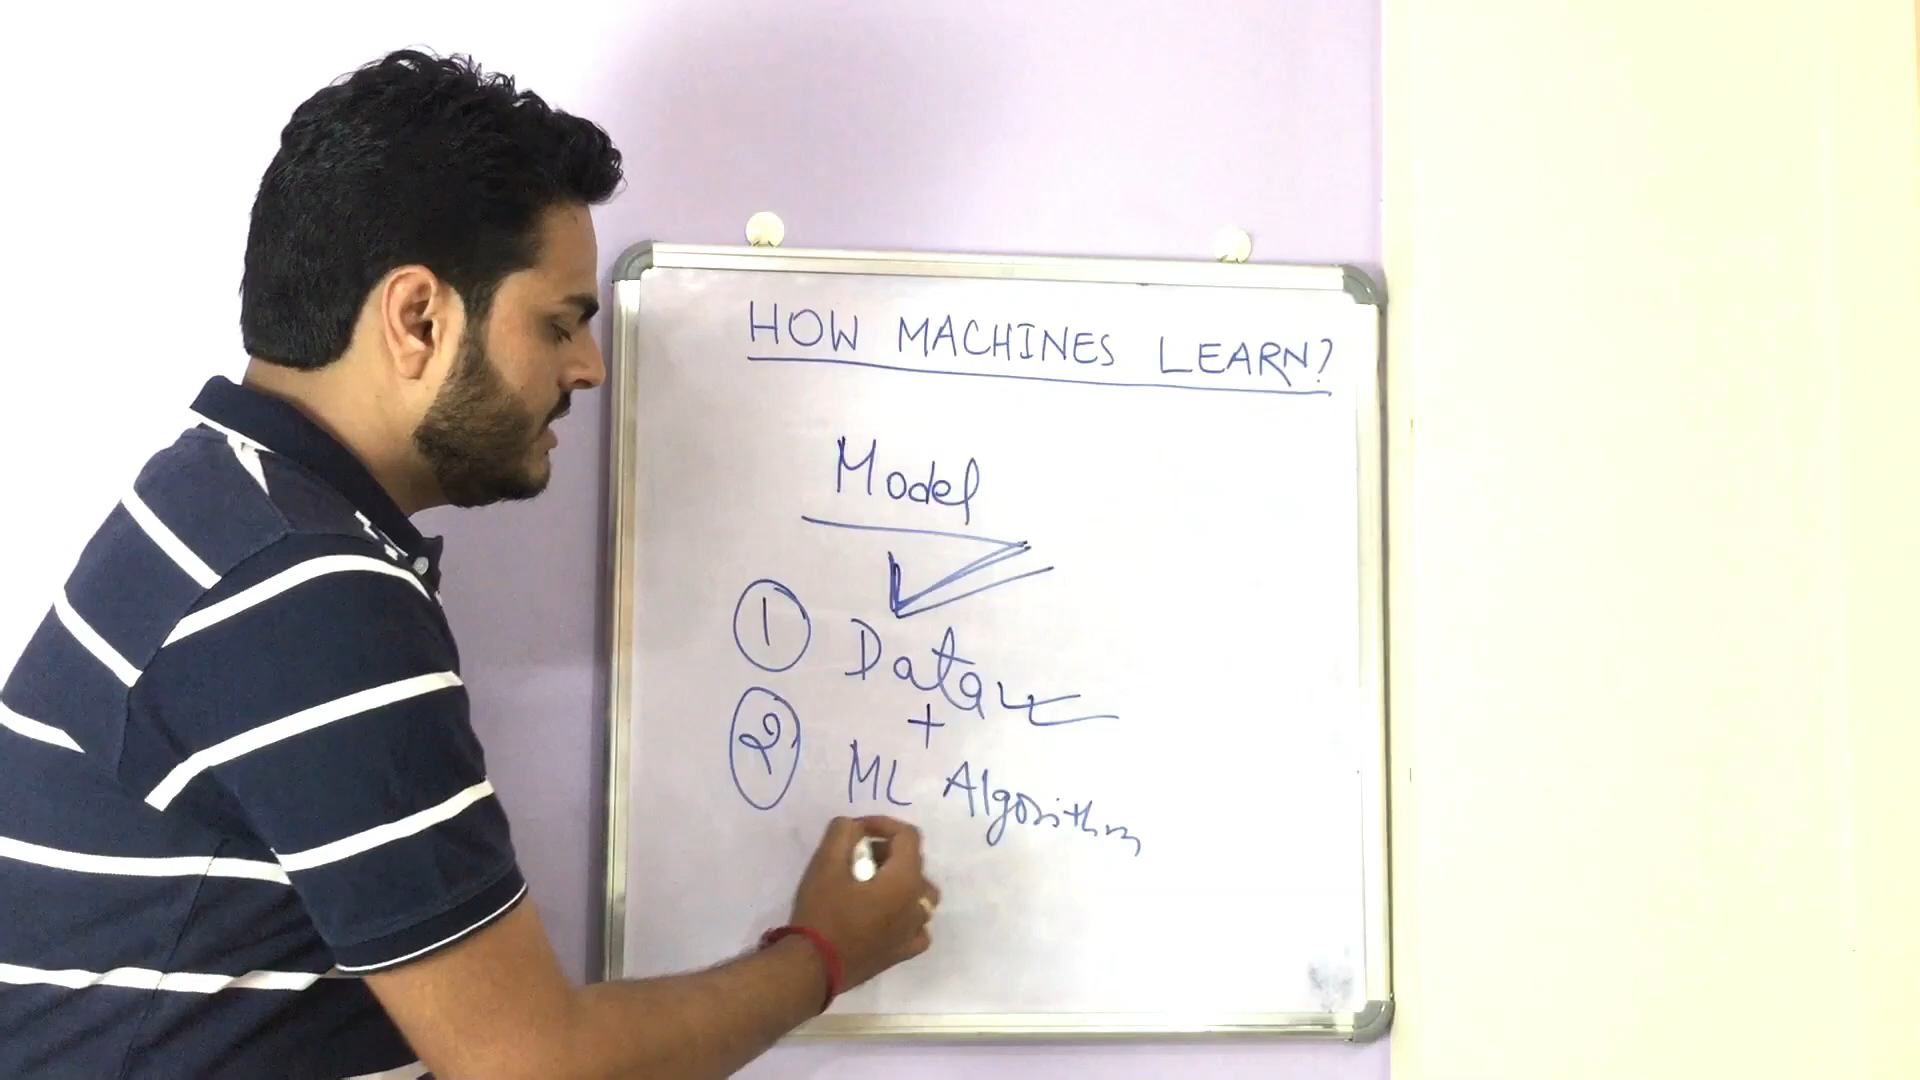 HOW MACHINES LEARN?
Model
1 Data
+
2 ML Algorithm